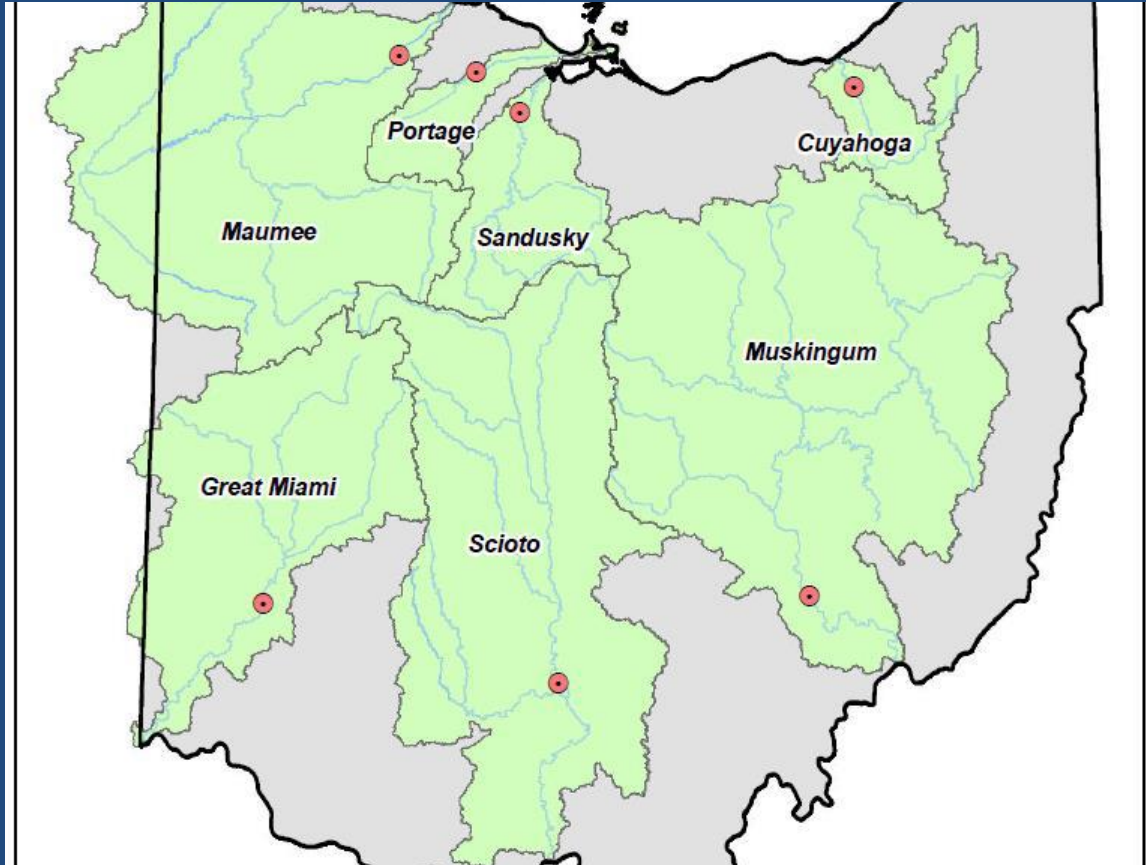 Portage
Cuyahoga
Maumee
Sandusky
Muskingum
Great Miami
Scioto